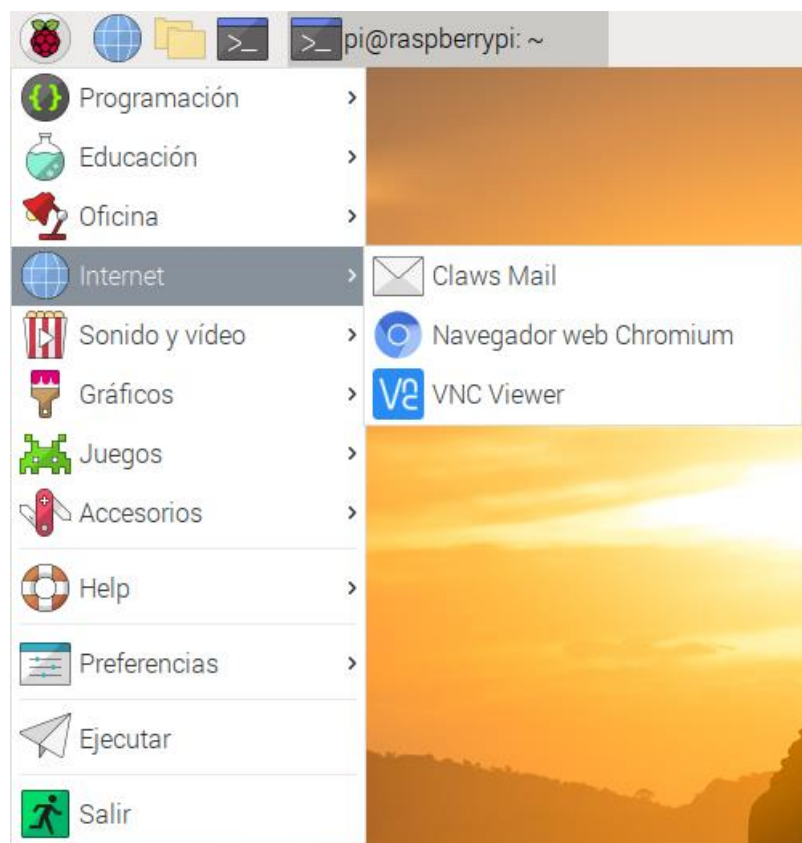 pi@raspberrypi: ~
Programación
Educación
Oficina
Internet
Claws Mail
Sonido y vídeo
Navegador web Chromium
Gráficos
VNC Viewer
Juegos
Accesorios
Help
Preferencias
Ejecutar
Salir